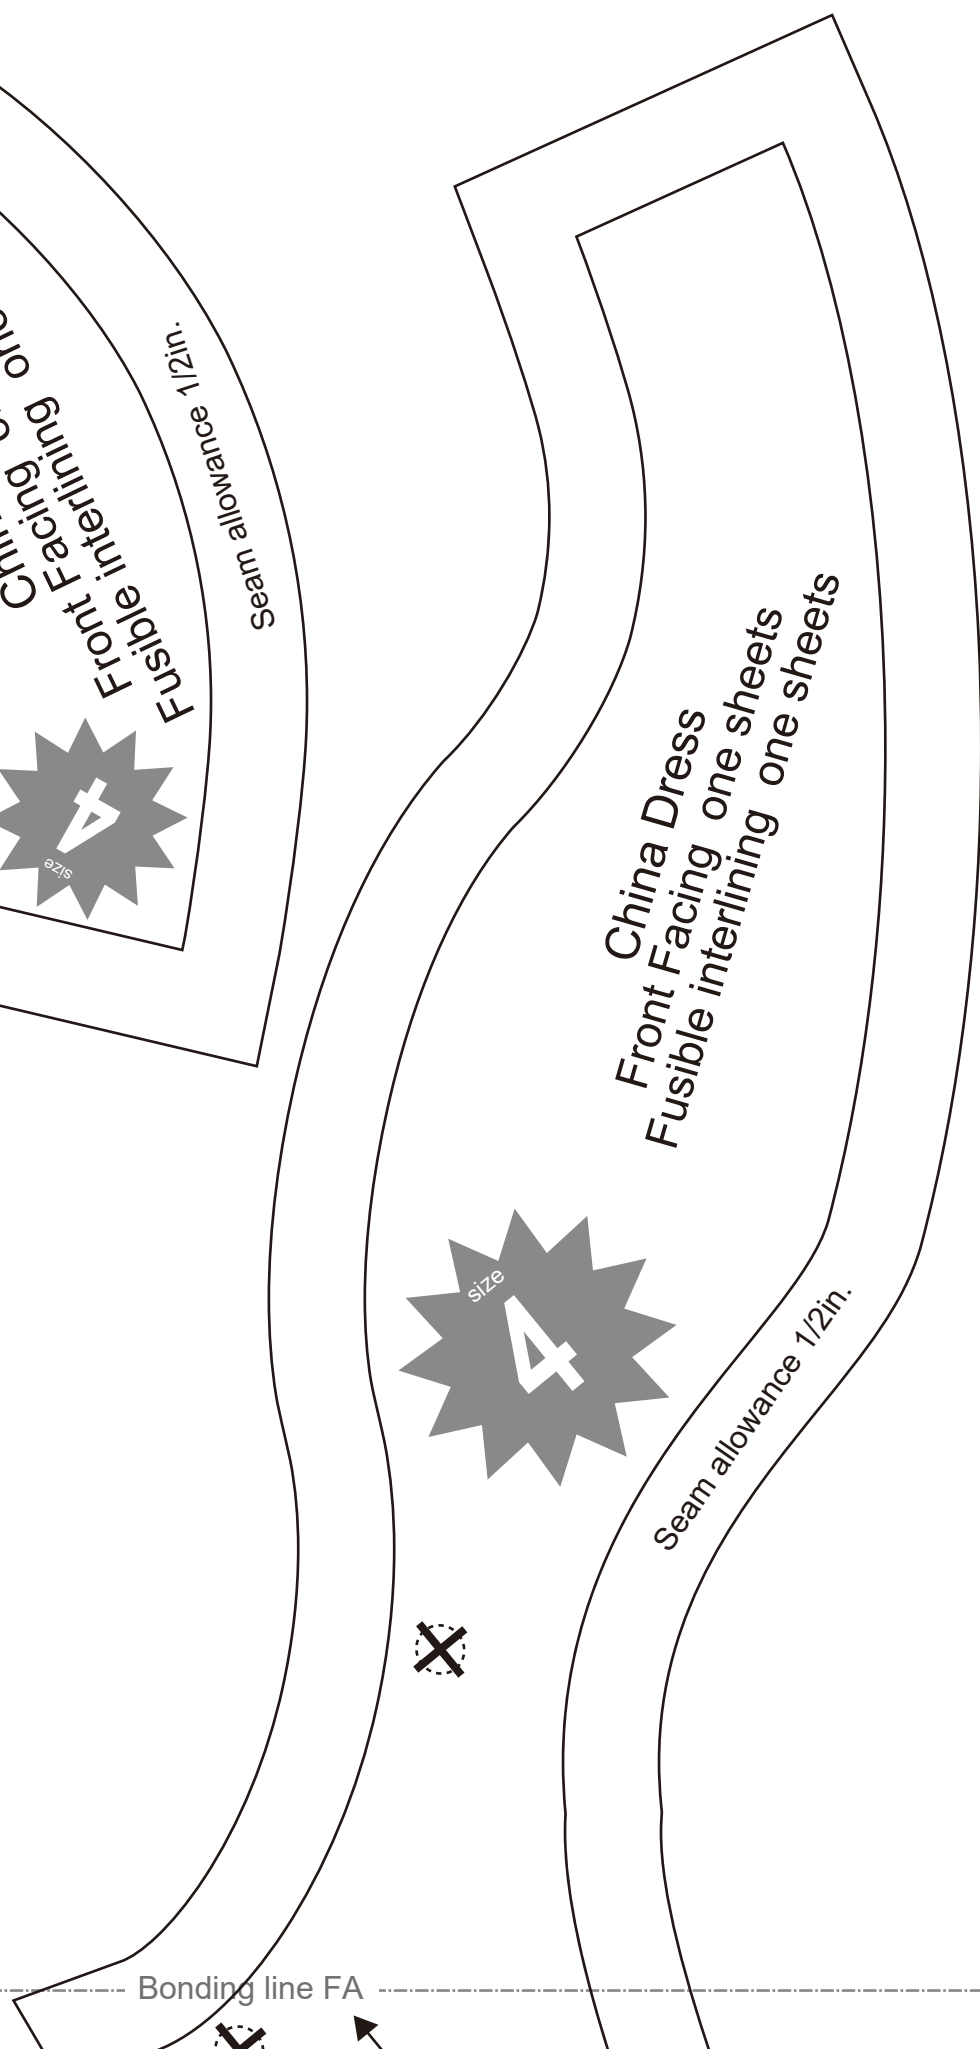 Front Facing
Fusible interlining
Seam allowance 1/2in.
4
size
China Dress
Front Facing one sheets
Fusible interlining one sheets
size
4
Seam allowance 1/2in.
Bonding line FA